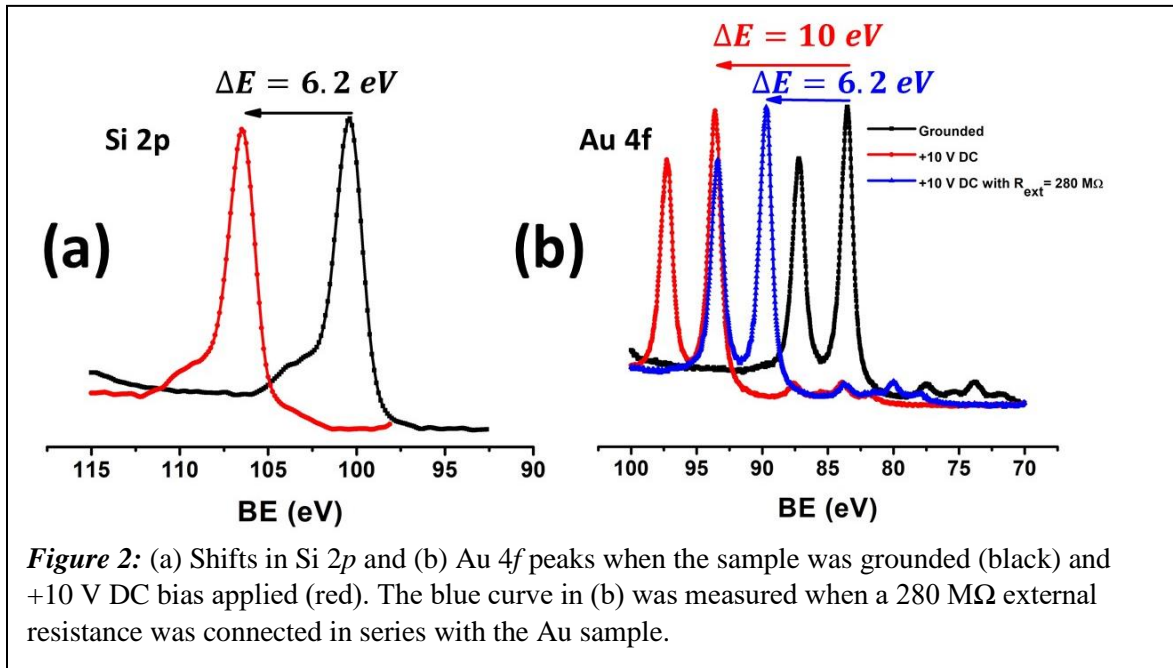 ΔE = 10 eV
ΔE = 6.2 eV
ΔE = 6.2 eV
Si 2p
Au 4f
Grounded
+10 V DC
+10 V DC with R_ext = 280 MΩ
(a)
(b)
115 110 105 100 95 90
100 95 90 85 80 75 70
BE (eV)
BE (eV)
Figure 2: (a) Shifts in Si 2p and (b) Au 4f peaks when the sample was grounded (black) and
+10 V DC bias applied (red). The blue curve in (b) was measured when a 280 MΩ external
resistance was connected in series with the Au sample.